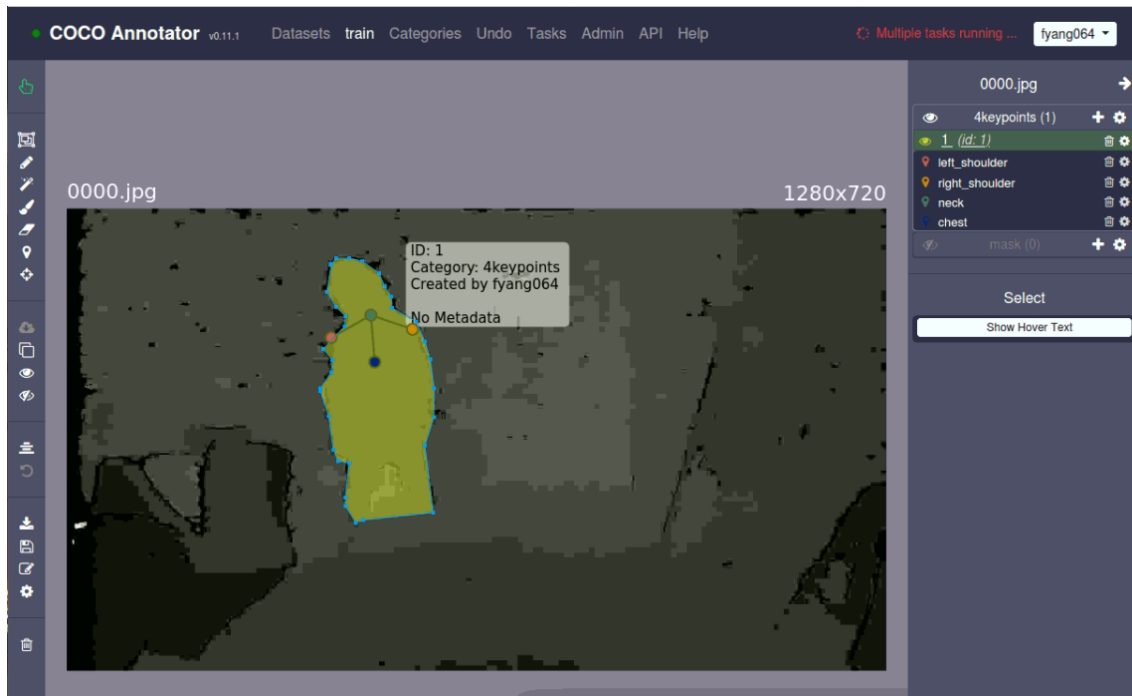 COCO Annotator v0.11.1 Datasets train Categories Undo Tasks Admin API Help Multiple tasks running ... fyang064
0000.jpg
4keypoints (1)
1 (id: 1)
left_shoulder
right_shoulder
neck
chest
mask (0)
Select
Show Hover Text
0000.jpg 1280x720
ID: 1
Category: 4keypoints
Created by fyang064
No Metadata